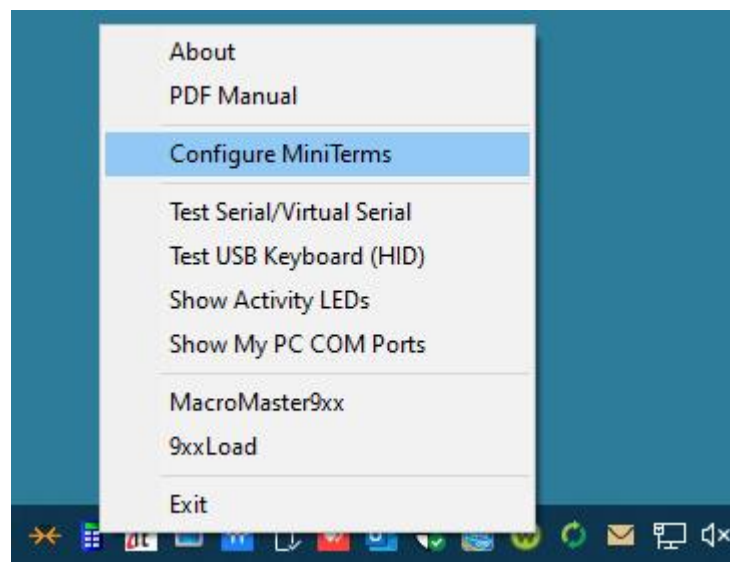 About
PDF Manual
Configure MiniTerms
Test Serial/Virtual Serial
Test USB Keyboard (HID)
Show Activity LEDs
Show My PC COM Ports
MacroMaster9xx
9xxLoad
Exit